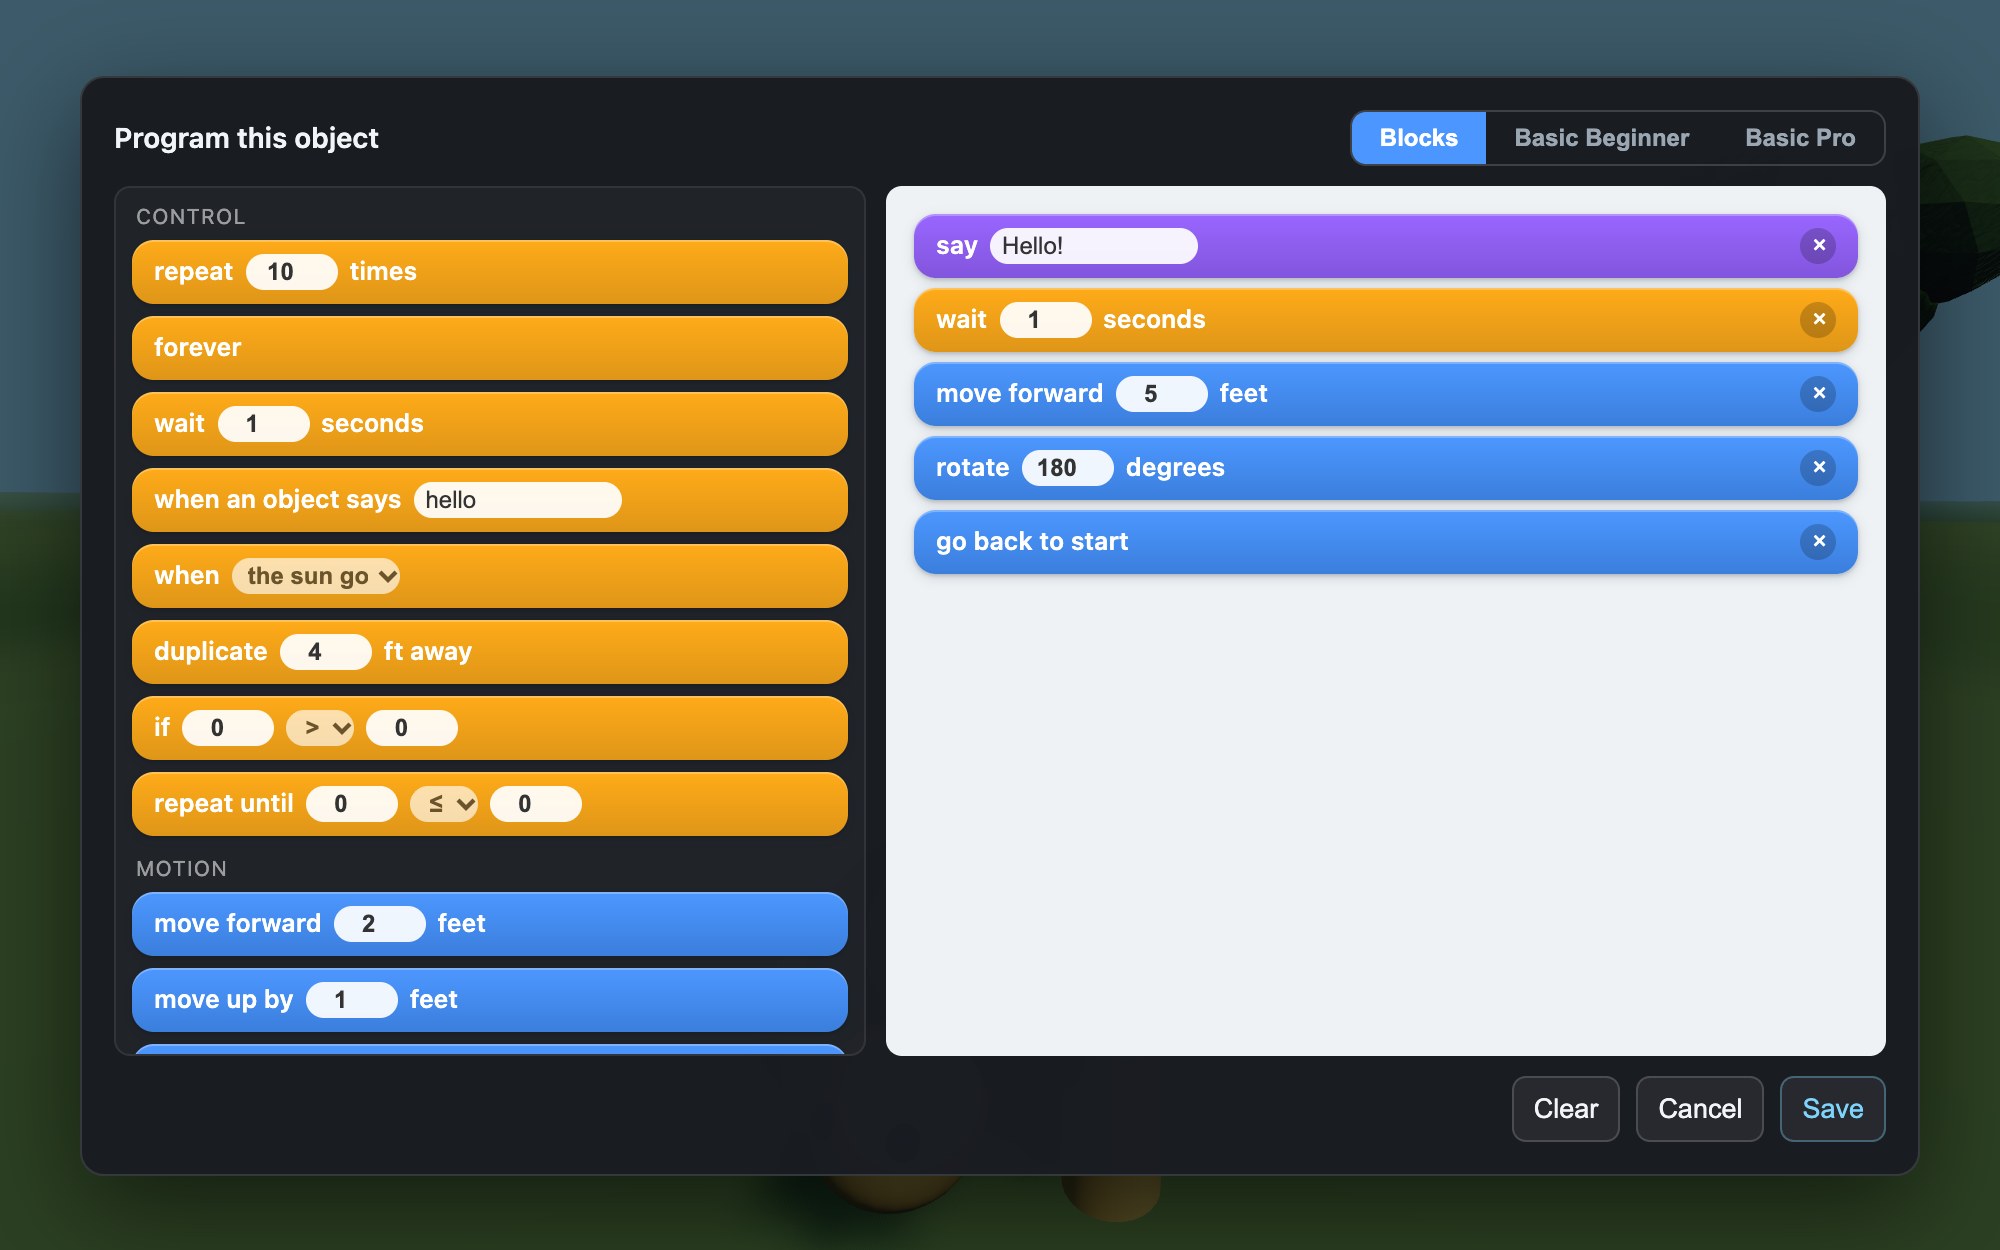 Program this object
Blocks
Basic Beginner
Basic Pro
CONTROL
repeat 10 times
forever
wait 1 seconds
when an object says hello
when the sun go
duplicate 4 ft away
if 0 > 0
repeat until 0 ≤ 0
MOTION
move forward 2 feet
move up by 1 feet
say Hello! ×
wait 1 seconds ×
move forward 5 feet ×
rotate 180 degrees ×
go back to start ×
Clear
Cancel
Save